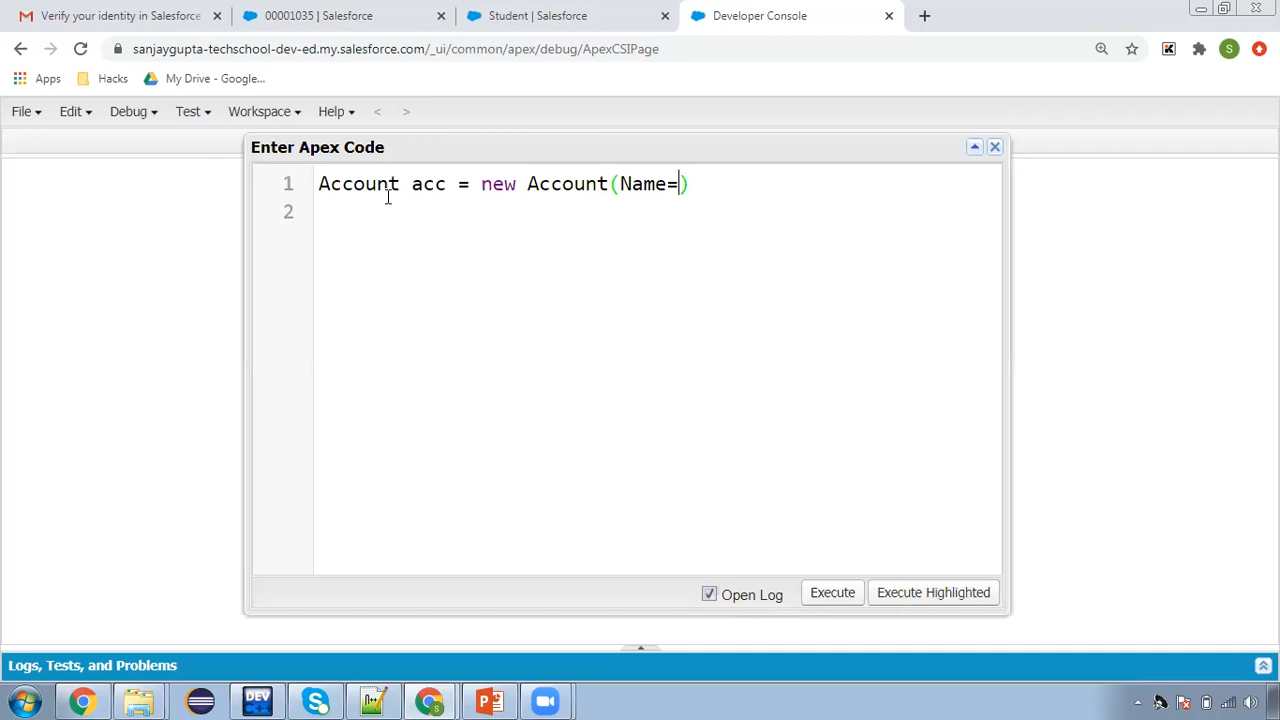 Verify your identity in Salesforce
00001035 | Salesforce
Student | Salesforce
Developer Console
sanjaygupta-techschool-dev-ed.my.salesforce.com/_ui/common/apex/debug/ApexCSIPage
S
Apps
Hacks
My Drive - Google...
File
Edit
Debug
Test
Workspace
Help
<
>
Enter Apex Code
1 Account acc = new Account(Name=)
2
Open Log
Execute
Execute Highlighted
Logs, Tests, and Problems
DEV